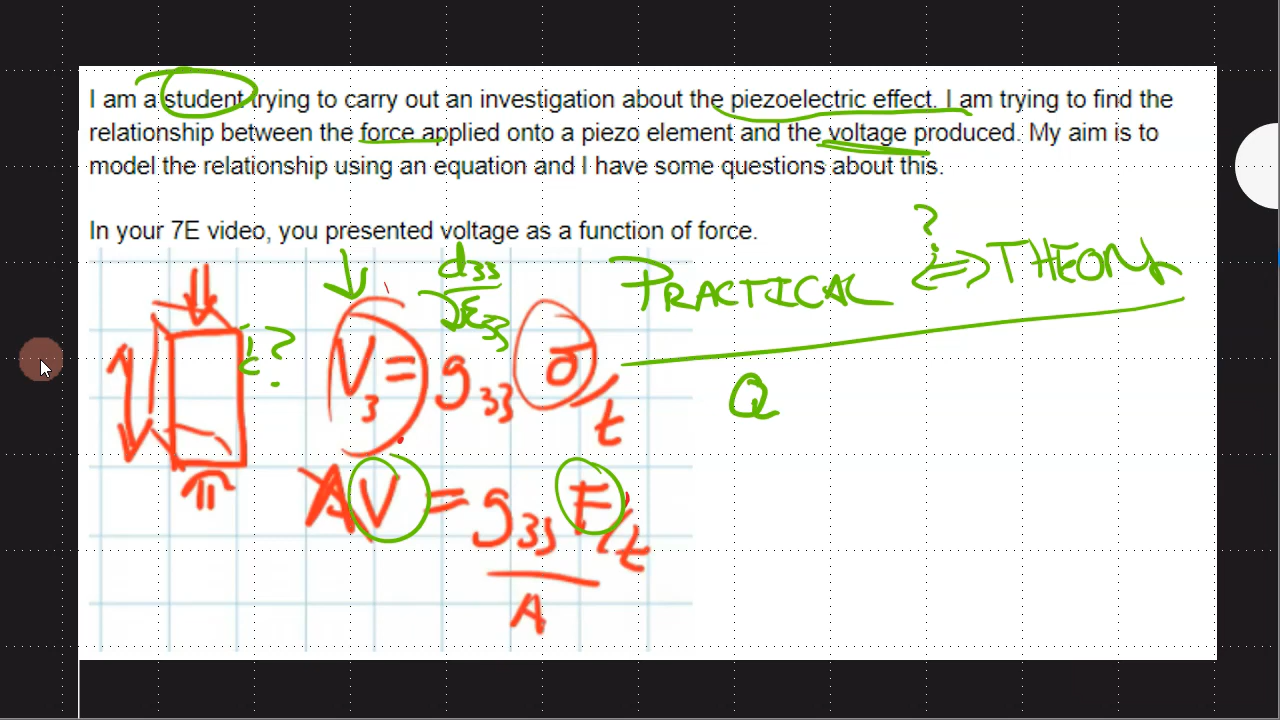 I am a student trying to carry out an investigation about the piezoelectric effect. I am trying to find the
relationship between the force applied onto a piezo element and the voltage produced. My aim is to
model the relationship using an equation and I have some questions about this.
In your 7E video, you presented voltage as a function of force.
?
PRACTICAL ⇔ THEORY
d33
?
V3 = g33 σ/t
Q
V = g33 F/t
A